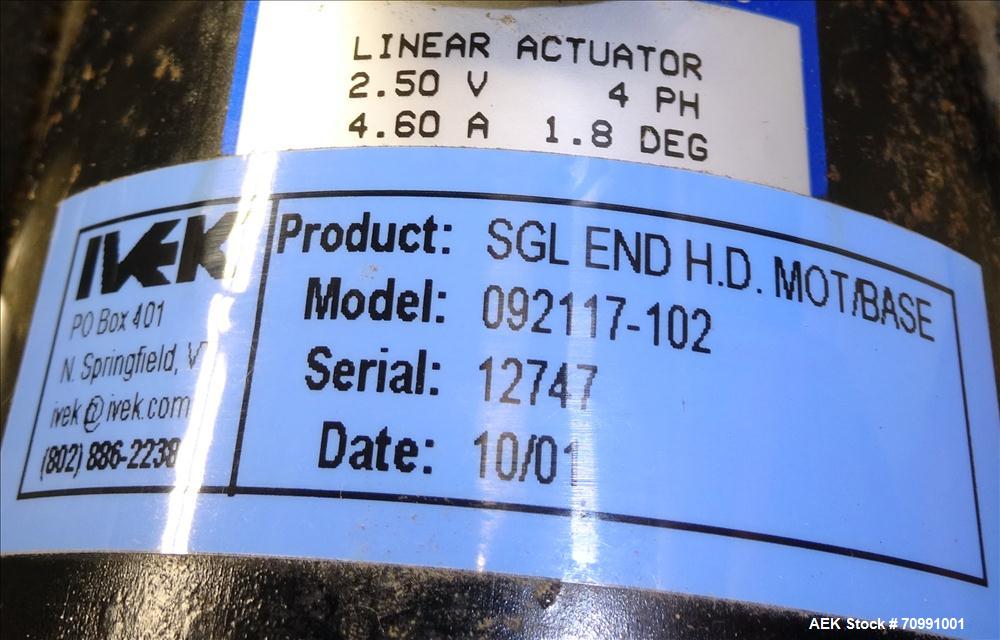 LINEAR ACTUATOR
2.50 V 4 PH
4.60 A 1.8 DEG
IVEK
PO Box 401
N. Springfield,
ivek@ivek.com
(802) 886-2238
Product: SGL END H.D. MOT/BASE
Model: 092117-102
Serial: 12747
Date: 10/01
AEK Stock # 70991001